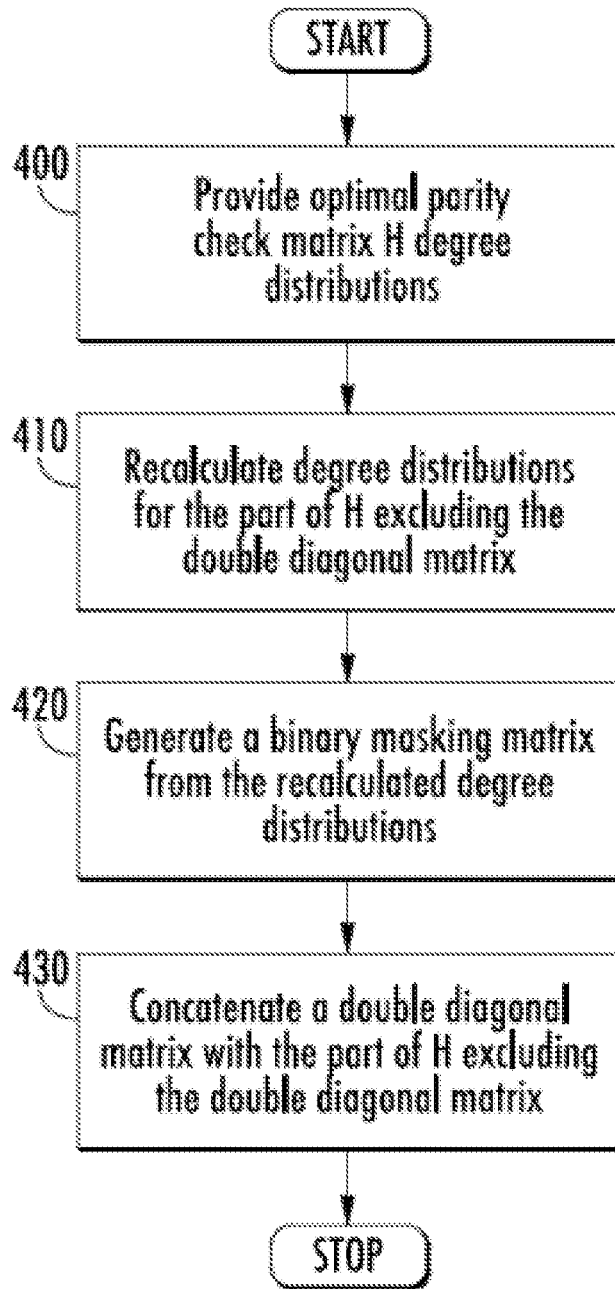 START
400
Provide optimal parity
check matrix H degree
distributions
410
Recalculate degree distributions
for the part of H excluding the
double diagonal matrix
420
Generate a binary masking matrix
from the recalculated degree
distributions
430
Concatenate a double diagonal
matrix with the part of H excluding
the double diagonal matrix
STOP